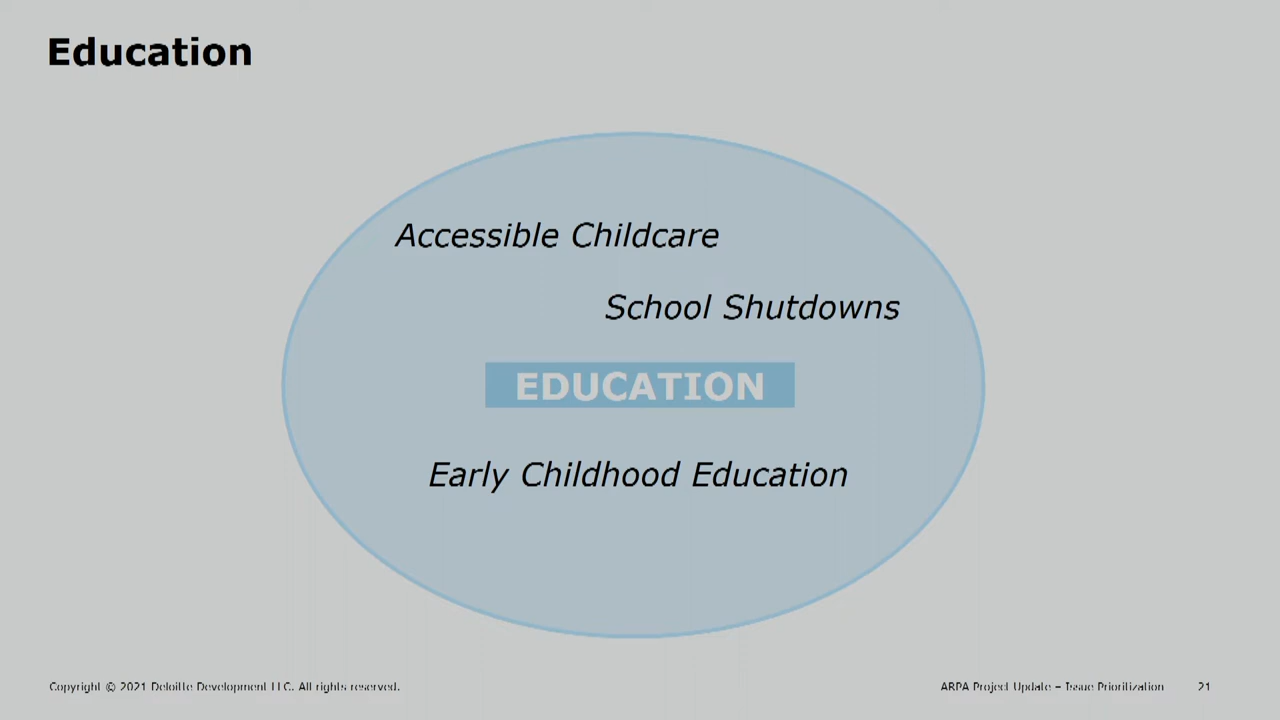 Education
Accessible Childcare
School Shutdowns
EDUCATION
Early Childhood Education
Copyright © 2021 Deloitte Development LLC. All rights reserved.
ARPA Project Update – Issue Prioritization 21